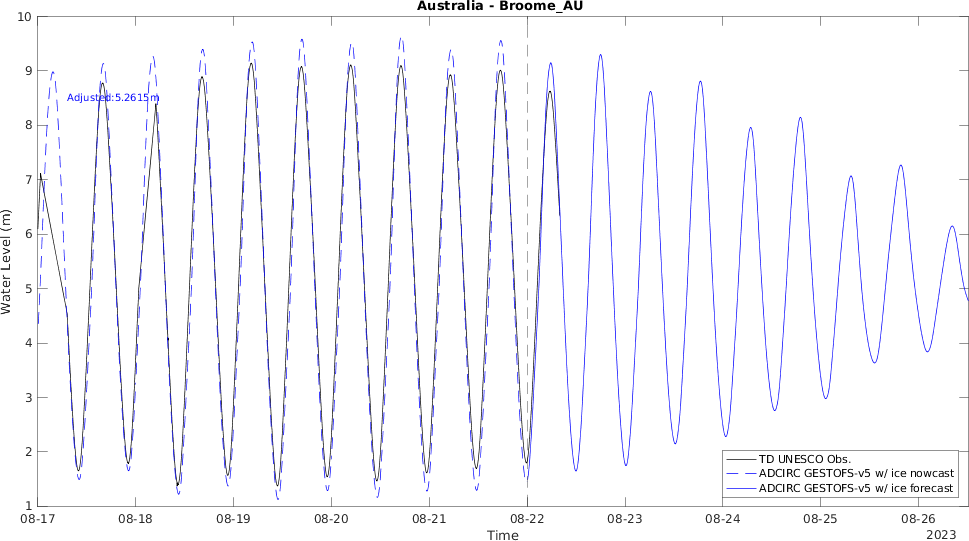 Australia - Broome_AU
10
9
8
7
6
5
4
3
2
1
Water Level (m)
Adjusted:5.2615m
TD UNESCO Obs.
ADCIRC GESTOFS-v5 w/ ice nowcast
ADCIRC GESTOFS-v5 w/ ice forecast
08-17 08-18 08-19 08-20 08-21 08-22 08-23 08-24 08-25 08-26
Time
2023